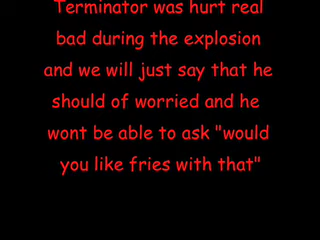 Terminator was hurt real
bad during the explosion
and we will just say that he
should of worried and he
wont be able to ask "would
you like fries with that"